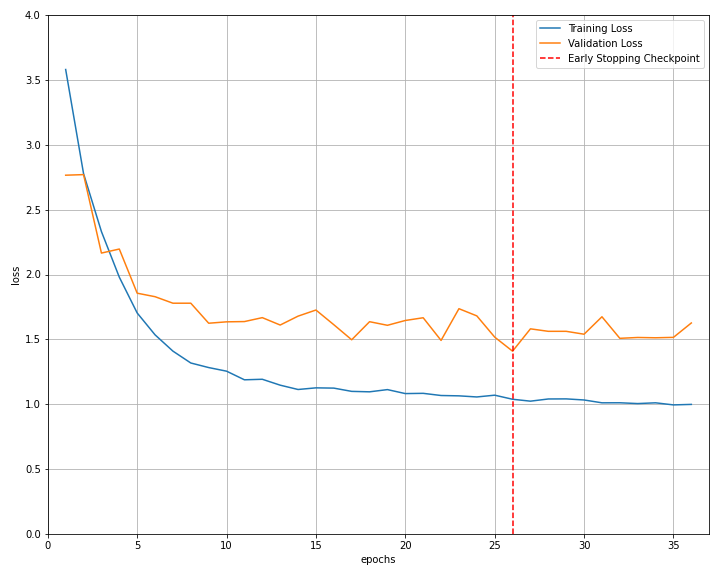 Training Loss
Validation Loss
Early Stopping Checkpoint
4.0
3.5
3.0
2.5
2.0
1.5
1.0
0.5
0.0
loss
0 5 10 15 20 25 30 35
epochs